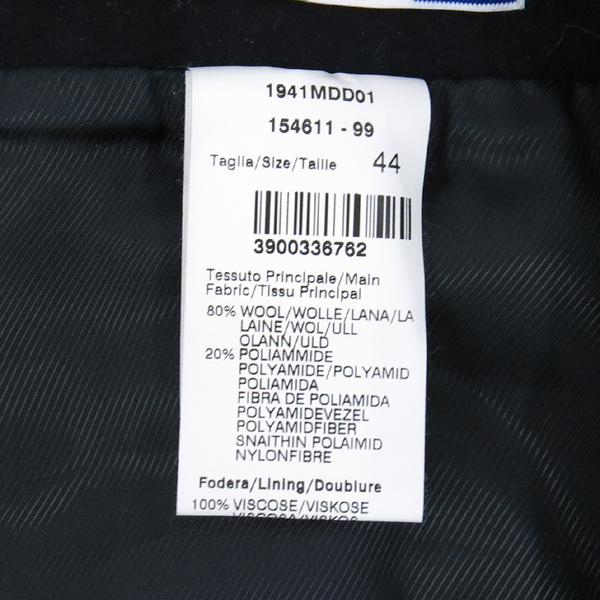 1941MDD01
154611 - 99
Taglia/Size/Taille 44
3900336762
Tessuto Principale/Main
Fabric/Tissu Principal
80% WOOL/WOLLE/LANA/LA
LAINE/WOL/ULL
OLANN/ULD
20% POLIAMMIDE
POLYAMIDE/POLYAMID
POLIAMIDA
FIBRA DE POLIAMIDA
POLYAMIDEVEZEL
POLYAMIDFIBER
SNAITHIN POLAIMID
NYLONFIBRE
Fodera/Lining/Doublure
100% VISCOSE/VISKOSE
VISCOSA/VISKOS